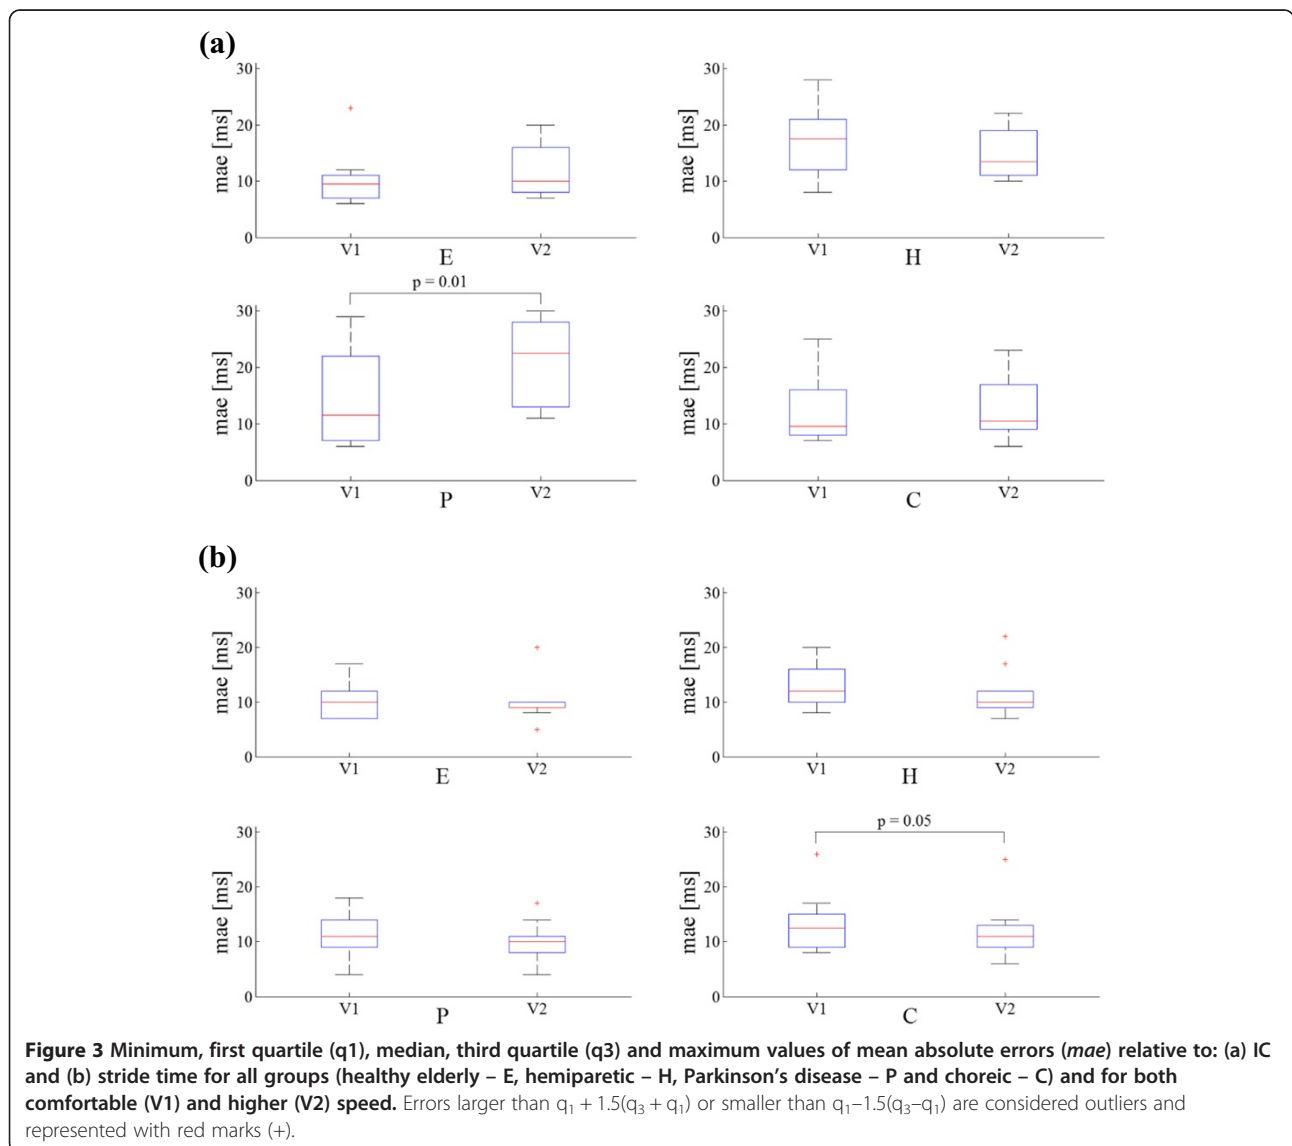 (a)
30
20
10
0
mae [ms]
V1
E
V2
30
20
10
0
mae [ms]
V1
H
V2
p = 0.01
30
20
10
0
mae [ms]
V1
P
V2
30
20
10
0
mae [ms]
V1
C
V2
(b)
30
20
10
0
mae [ms]
V1
E
V2
30
20
10
0
mae [ms]
V1
H
V2
30
20
10
0
mae [ms]
V1
P
V2
p = 0.05
30
20
10
0
mae [ms]
V1
C
V2
Figure 3 Minimum, first quartile (q1), median, third quartile (q3) and maximum values of mean absolute errors (mae) relative to: (a) IC
and (b) stride time for all groups (healthy elderly – E, hemiparetic – H, Parkinson's disease – P and choreic – C) and for both
comfortable (V1) and higher (V2) speed. Errors larger than q₁ + 1.5(q₃ + q₁) or smaller than q₁–1.5(q₃–q₁) are considered outliers and
represented with red marks (+).